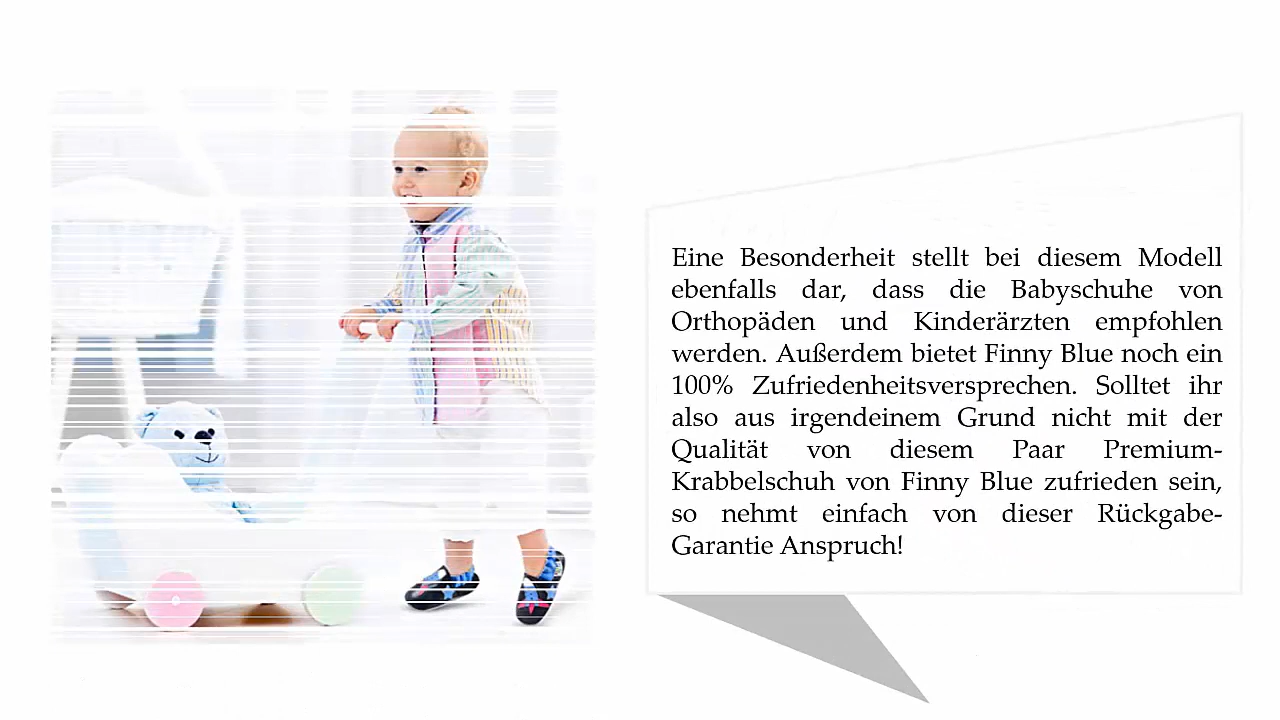 Eine Besonderheit stellt bei diesem Modell
ebenfalls dar, dass die Babyschuhe von
Orthopäden und Kinderärzten empfohlen
werden. Außerdem bietet Finny Blue noch ein
100% Zufriedenheitsversprechen. Solltet ihr
also aus irgendeinem Grund nicht mit der
Qualität von diesem Paar Premium-
Krabbelschuh von Finny Blue zufrieden sein,
so nehmt einfach von dieser Rückgabe-
Garantie Anspruch!